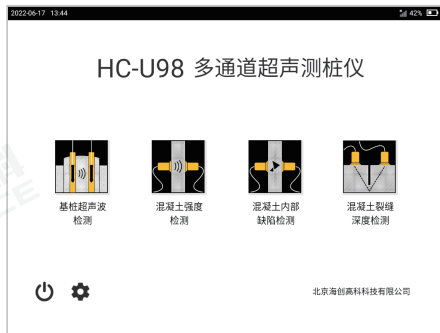 2022-06-17 13:44
42%
HC-U98 多通道超声测桩仪
基桩超声波
检测
混凝土强度
检测
混凝土内部
缺陷检测
混凝土裂缝
深度检测
北京海创高科科技有限公司